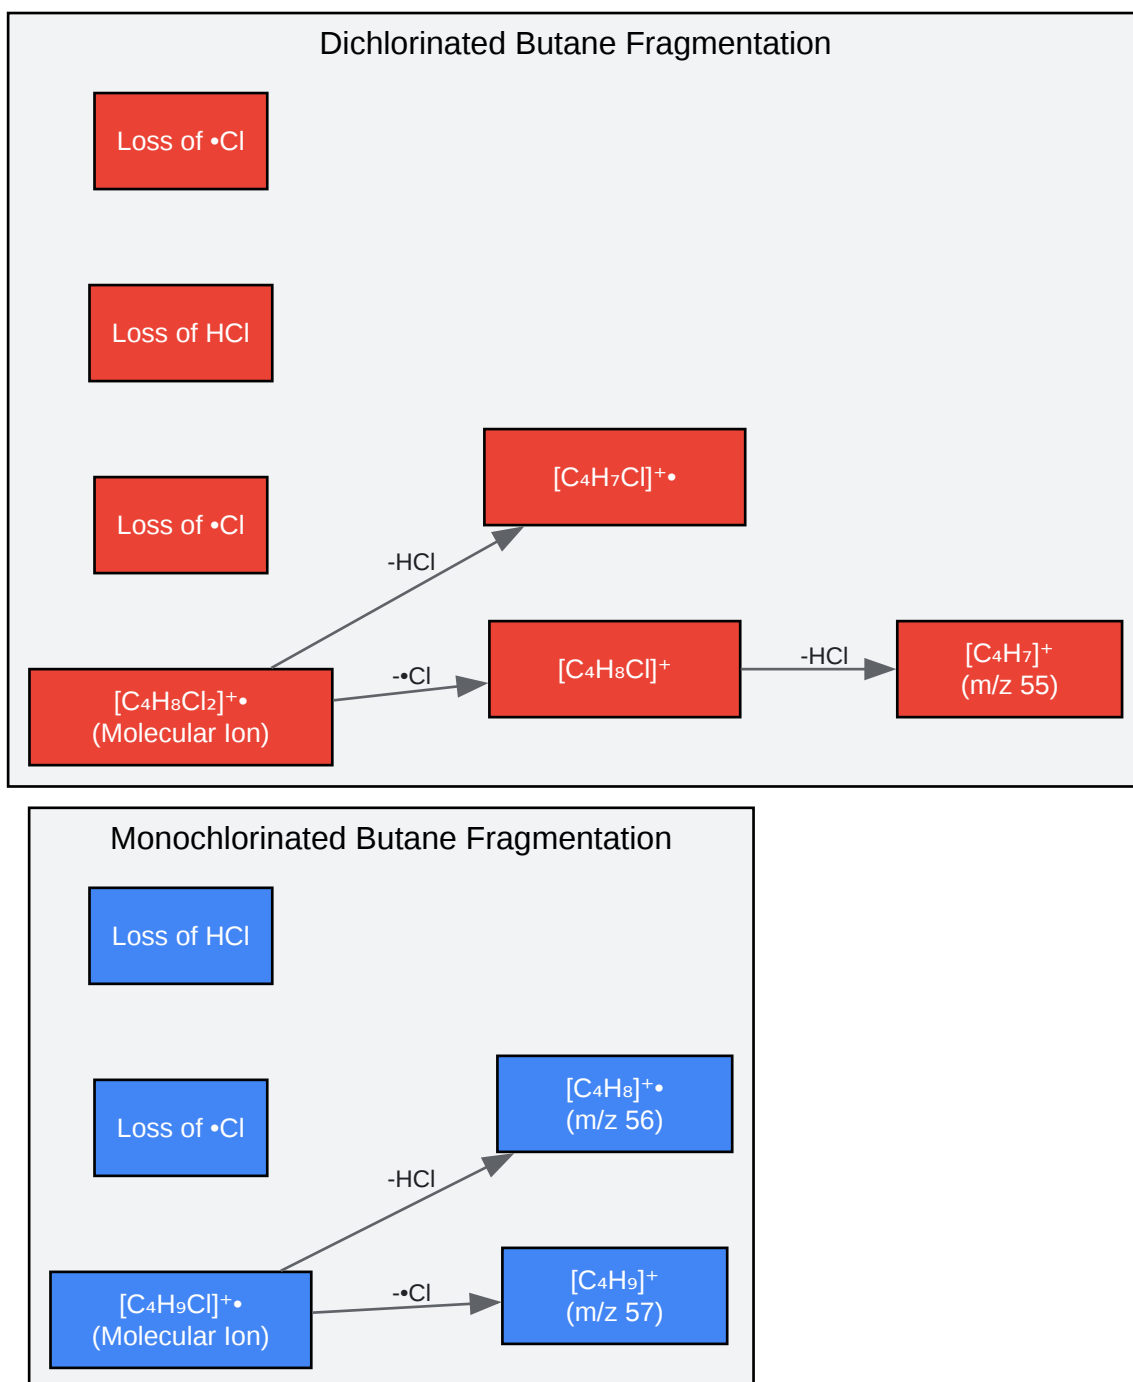 Dichlorinated Butane Fragmentation
Loss of •Cl
Loss of HCl
Loss of •Cl
[C₄H₇Cl]⁺•
-HCl
[C₄H₈Cl₂]⁺•
(Molecular Ion)
-•Cl
[C₄H₈Cl]⁺
-HCl
[C₄H₇]⁺
(m/z 55)
Monochlorinated Butane Fragmentation
Loss of HCl
Loss of •Cl
[C₄H₈]⁺•
(m/z 56)
-HCl
[C₄H₉Cl]⁺•
(Molecular Ion)
-•Cl
[C₄H₉]⁺
(m/z 57)